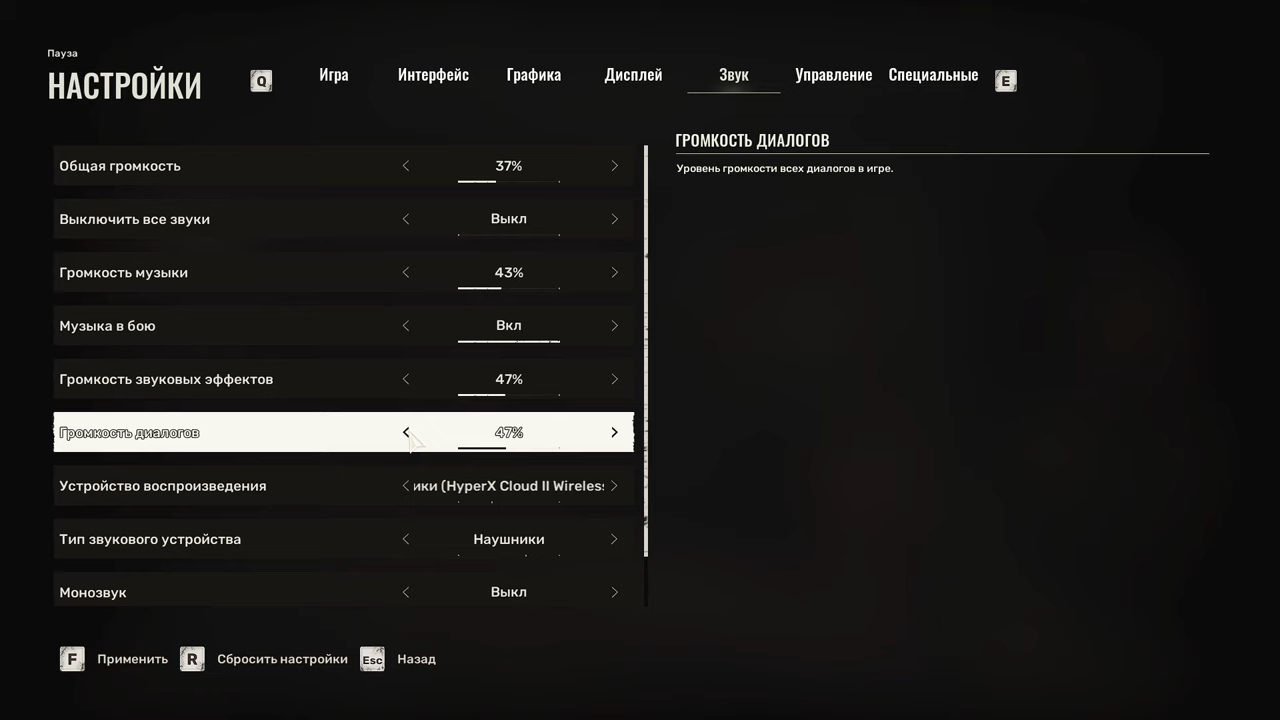 Пауза
НАСТРОЙКИ
Q Игра Интерфейс Графика Дисплей Звук Управление Специальные E
Общая громкость 37%
Выключить все звуки Выкл
Громкость музыки 43%
Музыка в бою Вкл
Громкость звуковых эффектов 47%
Громкость диалогов 47%
Устройство воспроизведения ики (HyperX Cloud II Wireles
Тип звукового устройства Наушники
Монозвук Выкл
ГРОМКОСТЬ ДИАЛОГОВ
Уровень громкости всех диалогов в игре.
F Применить R Сбросить настройки Esc Назад